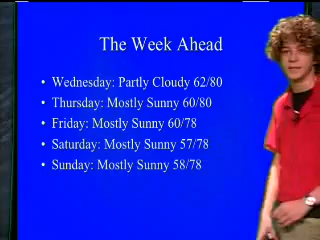 The Week Ahead
• Wednesday: Partly Cloudy 62/80
• Thursday: Mostly Sunny 60/80
• Friday: Mostly Sunny 60/78
• Saturday: Mostly Sunny 57/78
• Sunday: Mostly Sunny 58/78